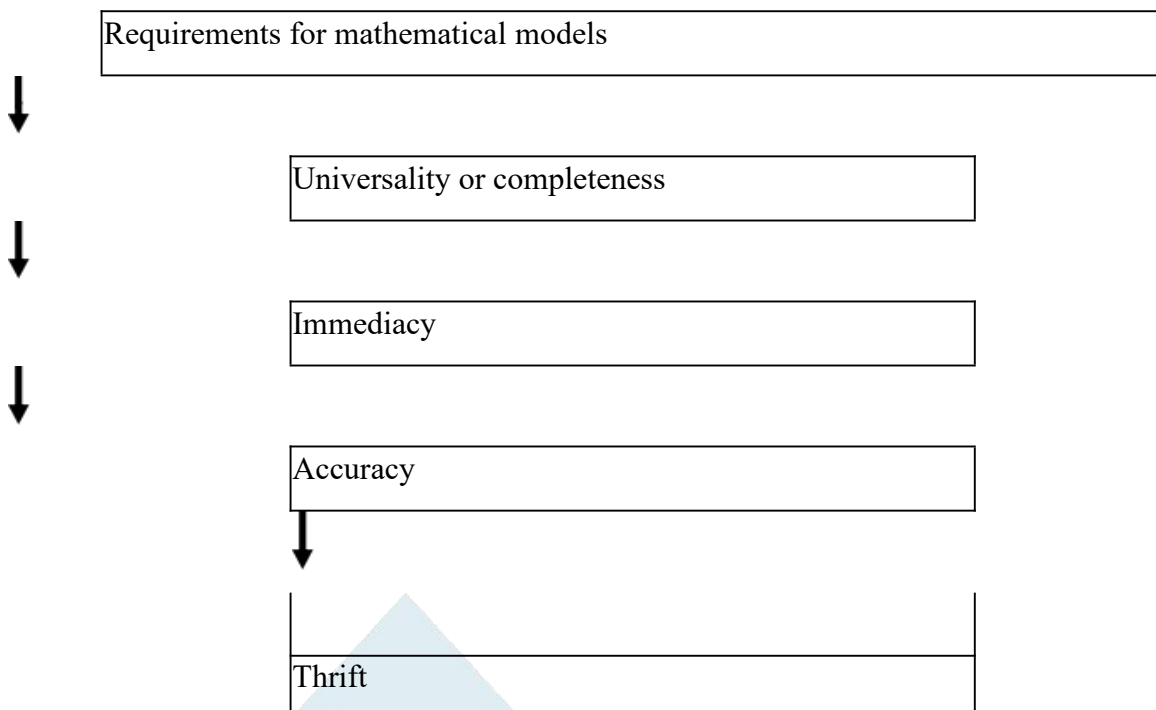 Requirements for mathematical models
Universality or completeness
Immediacy
Accuracy
Thrift